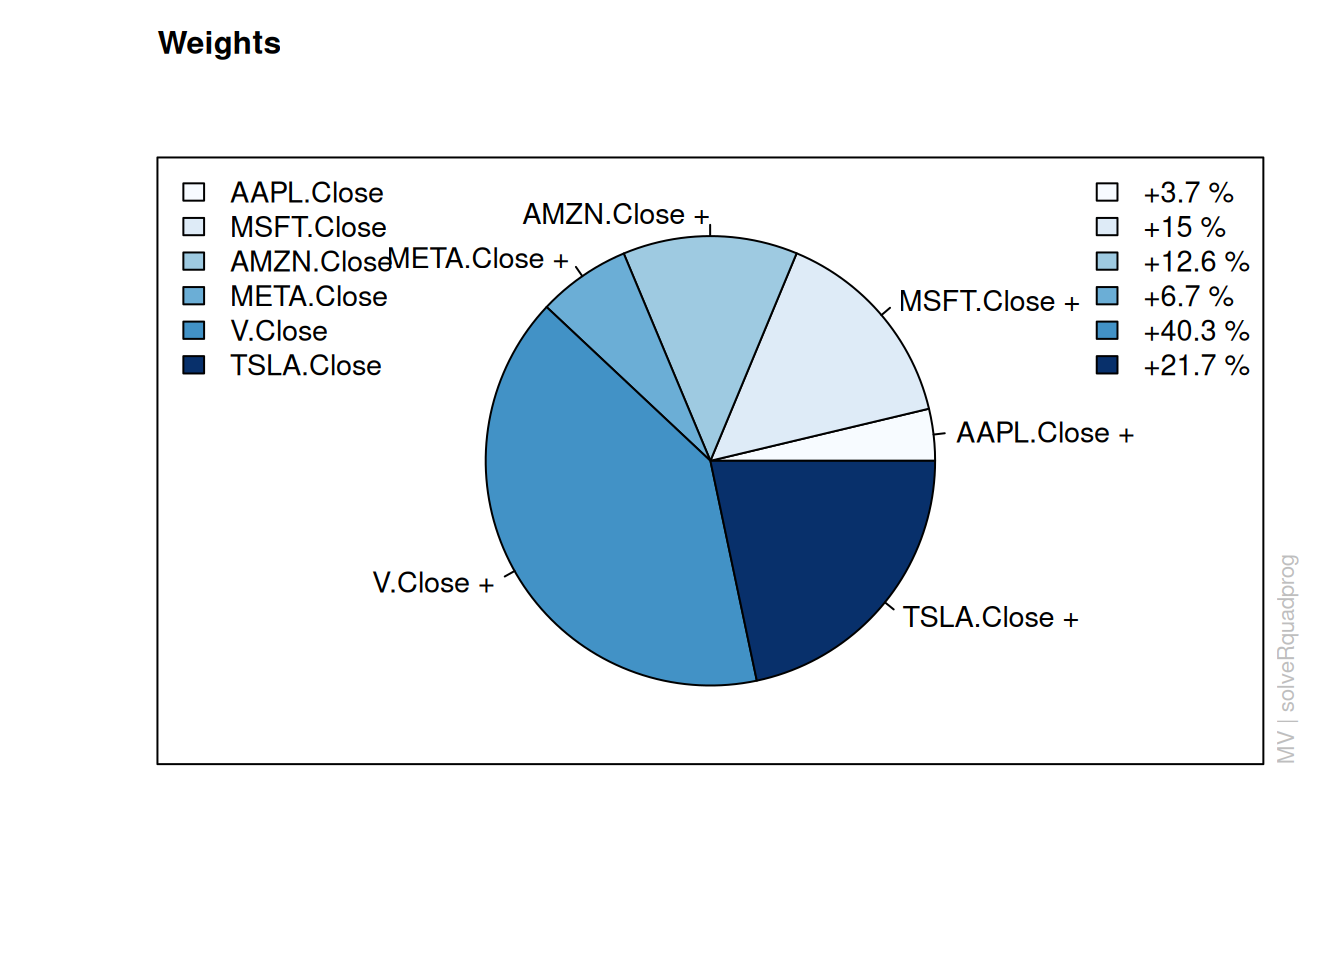 Weights
AAPL.Close
MSFT.Close
AMZN.Close
META.Close
V.Close
TSLA.Close
AMZN.Close +
META.Close +
MSFT.Close +
AAPL.Close +
V.Close +
TSLA.Close +
+3.7 %
+15 %
+12.6 %
+6.7 %
+40.3 %
+21.7 %
MV | solveRquadprog